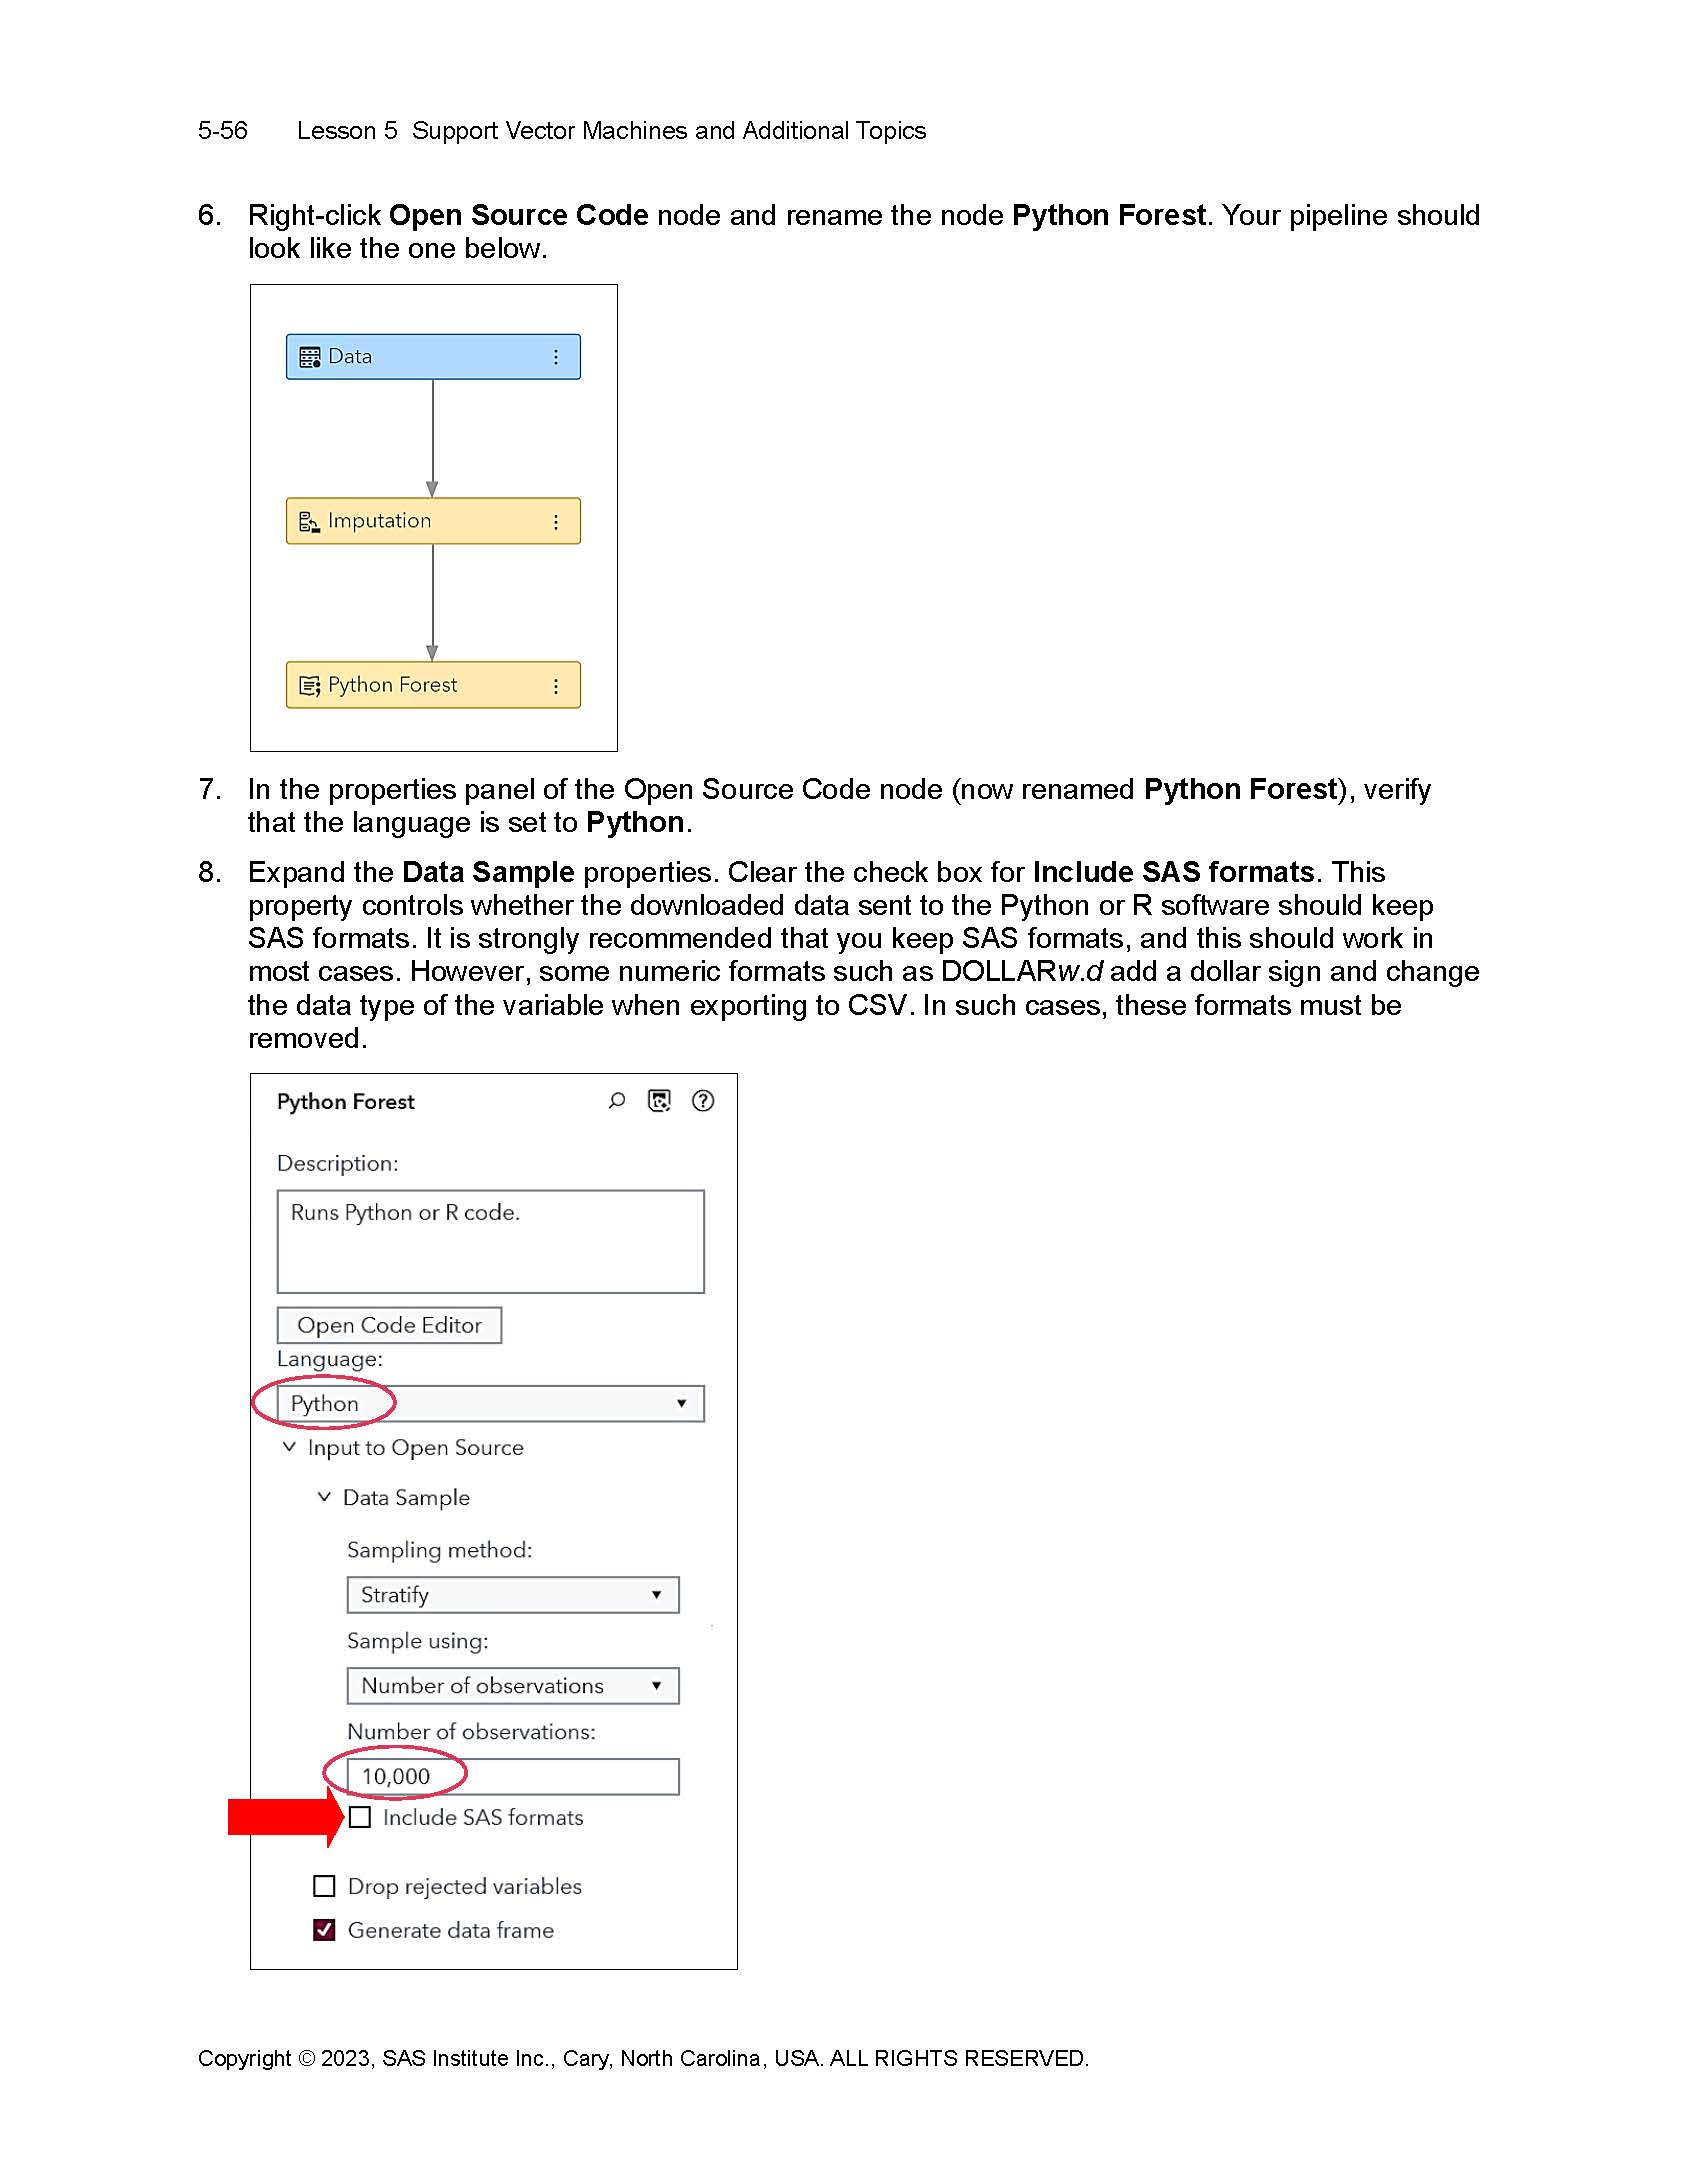 5-56 Lesson 5 Support Vector Machines and Additional Topics
6. Right-click Open Source Code node and rename the node Python Forest. Your pipeline should
look like the one below.
Data
Imputation
Python Forest
7. In the properties panel of the Open Source Code node (now renamed Python Forest), verify
that the language is set to Python.
8. Expand the Data Sample properties. Clear the check box for Include SAS formats. This
property controls whether the downloaded data sent to the Python or R software should keep
SAS formats. It is strongly recommended that you keep SAS formats, and this should work in
most cases. However, some numeric formats such as DOLLARw.d add a dollar sign and change
the data type of the variable when exporting to CSV. In such cases, these formats must be
removed.
Python Forest
Description:
Runs Python or R code.
Open Code Editor
Language:
Python
Input to Open Source
Data Sample
Sampling method:
Stratify
Sample using:
Number of observations
Number of observations:
10,000
Include SAS formats
Drop rejected variables
Generate data frame
Copyright © 2023, SAS Institute Inc., Cary, North Carolina, USA. ALL RIGHTS RESERVED.